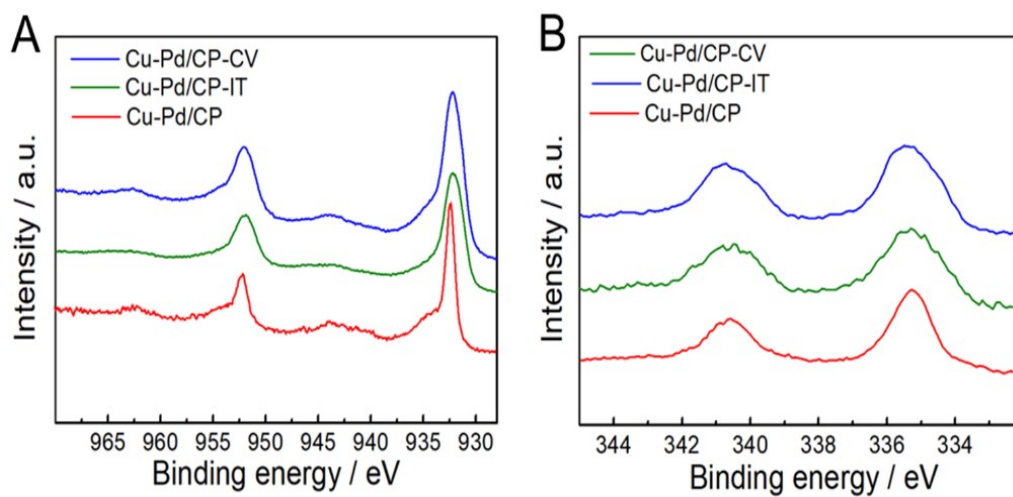 A
Cu-Pd/CP-CV
Cu-Pd/CP-IT
Cu-Pd/CP
Intensity / a.u.
965 960 955 950 945 940 935 930
Binding energy / eV
B
Cu-Pd/CP-CV
Cu-Pd/CP-IT
Cu-Pd/CP
Intensity / a.u.
344 342 340 338 336 334
Binding energy / eV